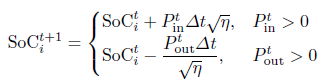 SoC_i^{t+1} = { SoC_i^t + P_in^t Δt√η, P_in^t > 0
SoC_i^t − P_out^t Δt / √η, P_out^t > 0